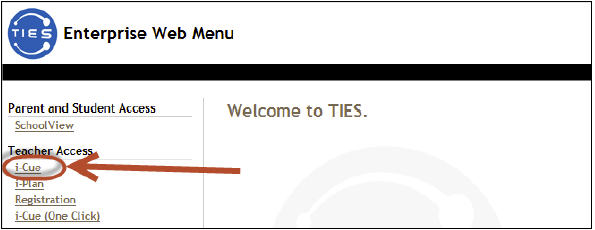 TIES
Enterprise Web Menu
Parent and Student Access
SchoolView
Teacher Access
i-Cue
i-Plan
Registration
i-Cue (One Click)
Welcome to TIES.